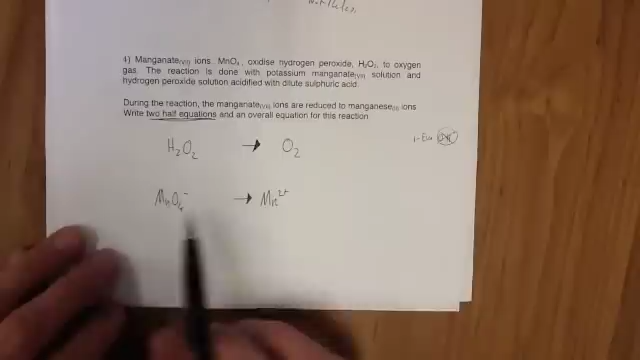 4) Manganate(VII) ions, MnO₄⁻, oxidise hydrogen peroxide, H₂O₂, to oxygen
gas. The reaction is done with potassium manganate(VII) solution and
hydrogen peroxide solution acidified with dilute sulphuric acid.
During the reaction, the manganate(VII) ions are reduced to manganese(II) ions
Write two half equations and an overall equation for this reaction
H₂O₂ → O₂
MnO₄⁻ → Mn²⁺